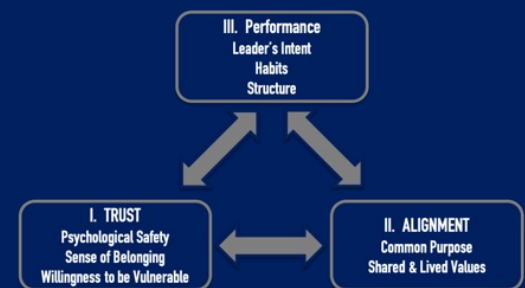 III. Performance
Leader's Intent
Habits
Structure
I. TRUST
Psychological Safety
Sense of Belonging
Willingness to be Vulnerable
II. ALIGNMENT
Common Purpose
Shared & Lived Values